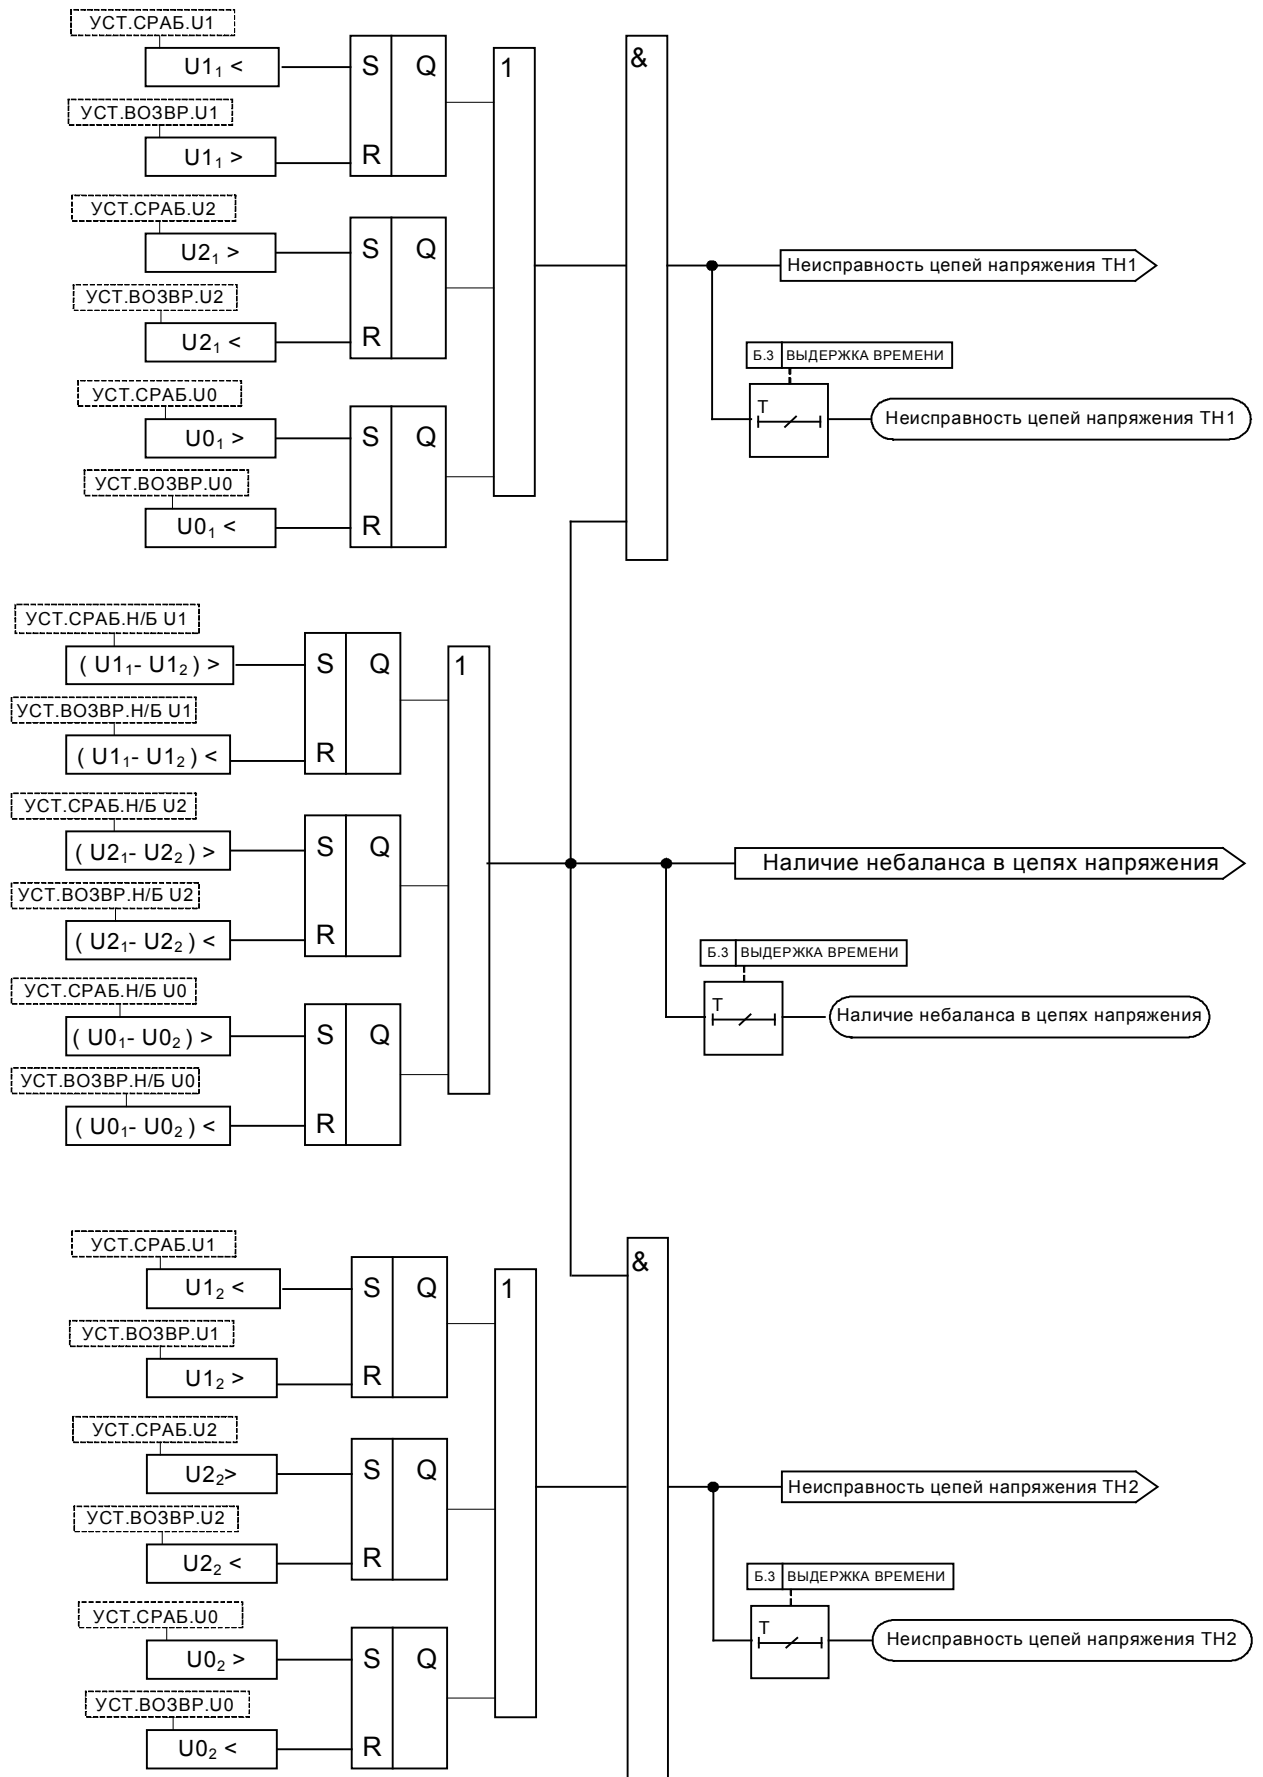 УСТ.СРАБ.U1
U1₁ <
S Q
1
&
УСТ.ВОЗВР.U1
U1₁ >
R
УСТ.СРАБ.U2
U2₁ >
S Q
Неисправность цепей напряжения ТН1
УСТ.ВОЗВР.U2
U2₁ <
R
Б.3 ВЫДЕРЖКА ВРЕМЕНИ
T
Неисправность цепей напряжения ТН1
УСТ.СРАБ.U0
U0₁ >
S Q
УСТ.ВОЗВР.U0
U0₁ <
R
УСТ.СРАБ.Н/Б U1
( U1₁- U1₂ ) >
S Q
1
УСТ.ВОЗВР.Н/Б U1
( U1₁- U1₂ ) <
R
УСТ.СРАБ.Н/Б U2
( U2₁- U2₂ ) >
S Q
Наличие небаланса в цепях напряжения
УСТ.ВОЗВР.Н/Б U2
( U2₁- U2₂ ) <
R
Б.3 ВЫДЕРЖКА ВРЕМЕНИ
T
Наличие небаланса в цепях напряжения
УСТ.СРАБ.Н/Б U0
( U0₁- U0₂ ) >
S Q
УСТ.ВОЗВР.Н/Б U0
( U0₁- U0₂ ) <
R
УСТ.СРАБ.U1
U1₂ <
S Q
1
&
УСТ.ВОЗВР.U1
U1₂ >
R
УСТ.СРАБ.U2
U2₂>
S Q
Неисправность цепей напряжения ТН2
УСТ.ВОЗВР.U2
U2₂ <
R
Б.3 ВЫДЕРЖКА ВРЕМЕНИ
T
Неисправность цепей напряжения ТН2
УСТ.СРАБ.U0
U0₂ >
S Q
УСТ.ВОЗВР.U0
U0₂ <
R